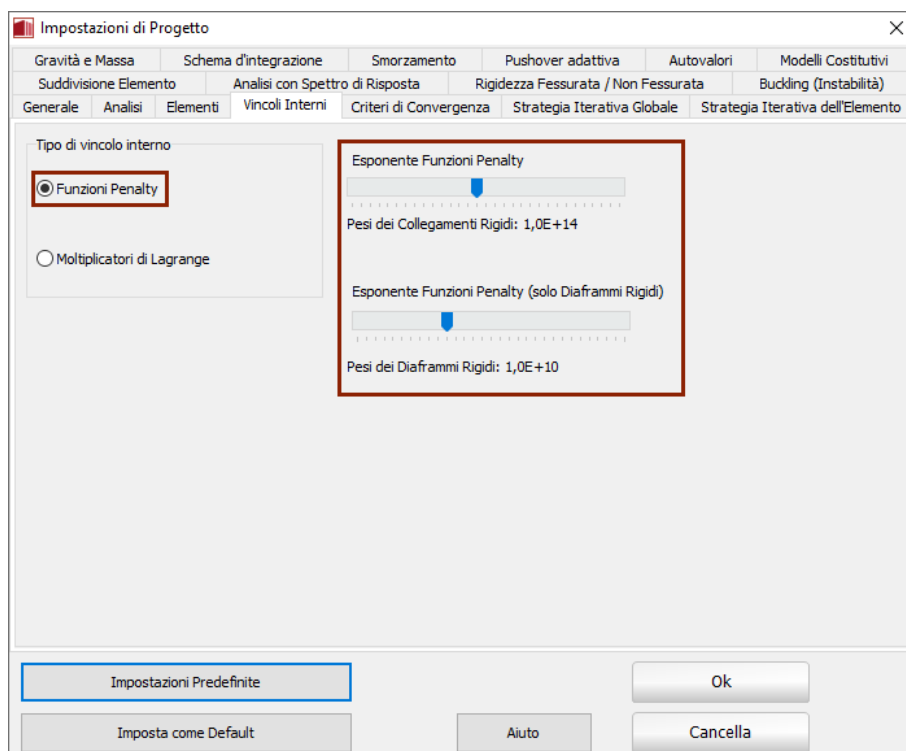 Impostazioni di Progetto
Gravità e Massa Schema d'integrazione Smorzamento Pushover adattiva Autovalori Modelli Costitutivi
Suddivisione Elemento Analisi con Spettro di Risposta Rigidezza Fessurata / Non Fessurata Buckling (Instabilità)
Generale Analisi Elementi Vincoli Interni Criteri di Convergenza Strategia Iterativa Globale Strategia Iterativa dell'Elemento
Tipo di vincolo interno
Funzioni Penalty
Moltiplicatori di Lagrange
Esponente Funzioni Penalty
Pesi dei Collegamenti Rigidi: 1,0E+14
Esponente Funzioni Penalty (solo Diaframmi Rigidi)
Pesi dei Diaframmi Rigidi: 1,0E+10
Impostazioni Predefinite
Ok
Imposta come Default
Aiuto
Cancella